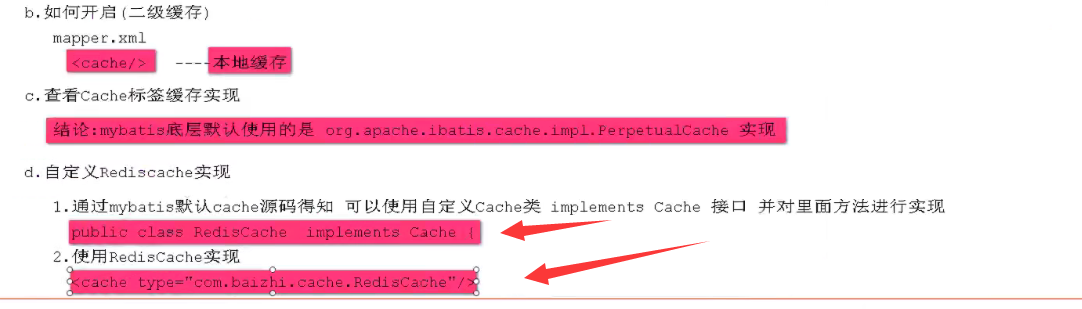 b.如何开启(二级缓存)
mapper.xml
<cache/> ----本地缓存
c.查看Cache标签缓存实现
结论:mybatis底层默认使用的是 org.apache.ibatis.cache.impl.PerpetualCache 实现
d.自定义Rediscache实现
1.通过mybatis默认cache源码得知 可以使用自定义Cache类 implements Cache 接口 并对里面方法进行实现
public class RedisCache implements Cache {
2.使用RedisCache实现
<cache type="com.baizhi.cache.RedisCache"/>